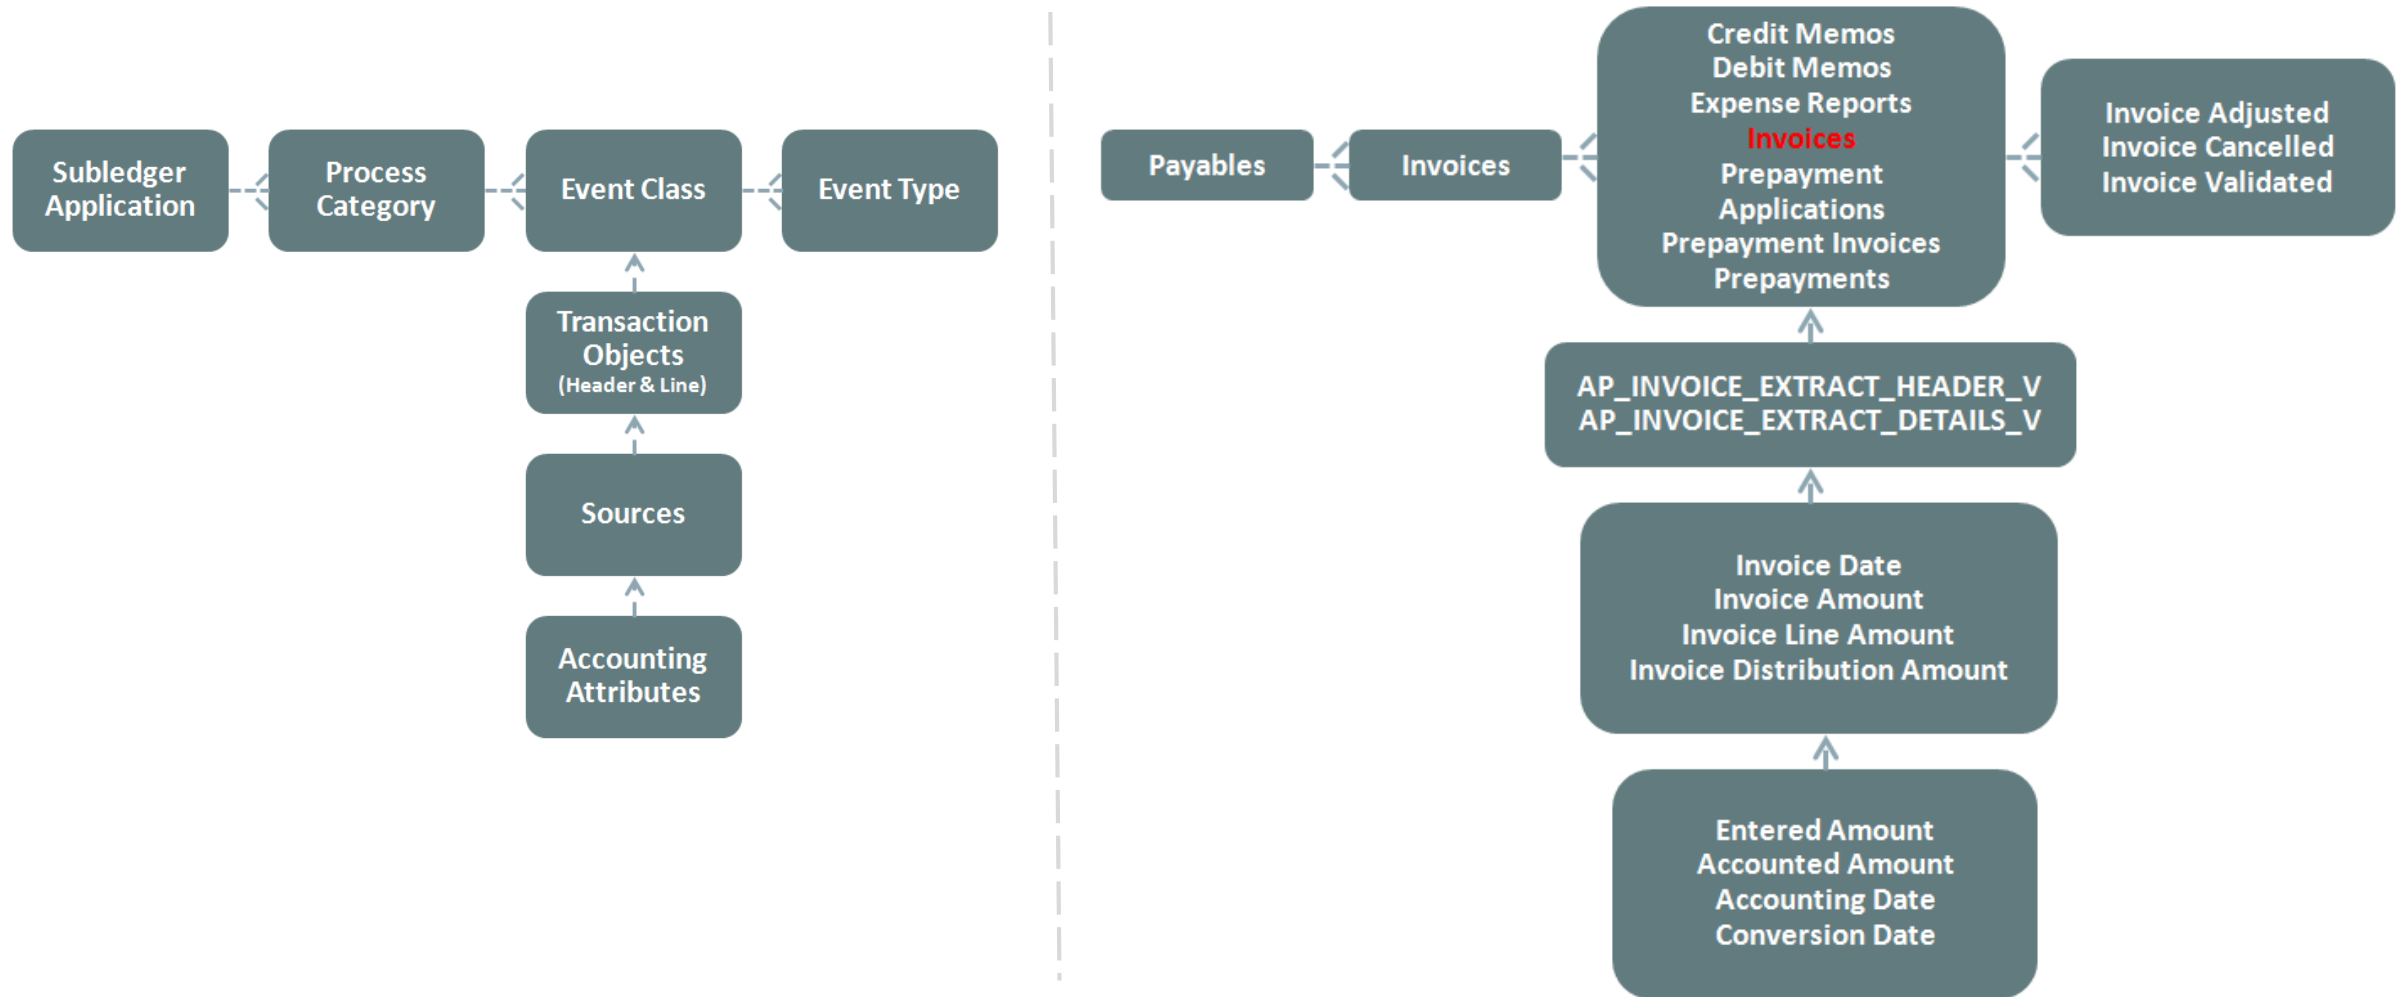 Subledger
Application
Process
Category
Event Class
Event Type
Transaction
Objects
(Header & Line)
Sources
Accounting
Attributes
Payables
Invoices
Credit Memos
Debit Memos
Expense Reports
Invoices
Prepayment
Applications
Prepayment Invoices
Prepayments
Invoice Adjusted
Invoice Cancelled
Invoice Validated
AP_INVOICE_EXTRACT_HEADER_V
AP_INVOICE_EXTRACT_DETAILS_V
Invoice Date
Invoice Amount
Invoice Line Amount
Invoice Distribution Amount
Entered Amount
Accounted Amount
Accounting Date
Conversion Date